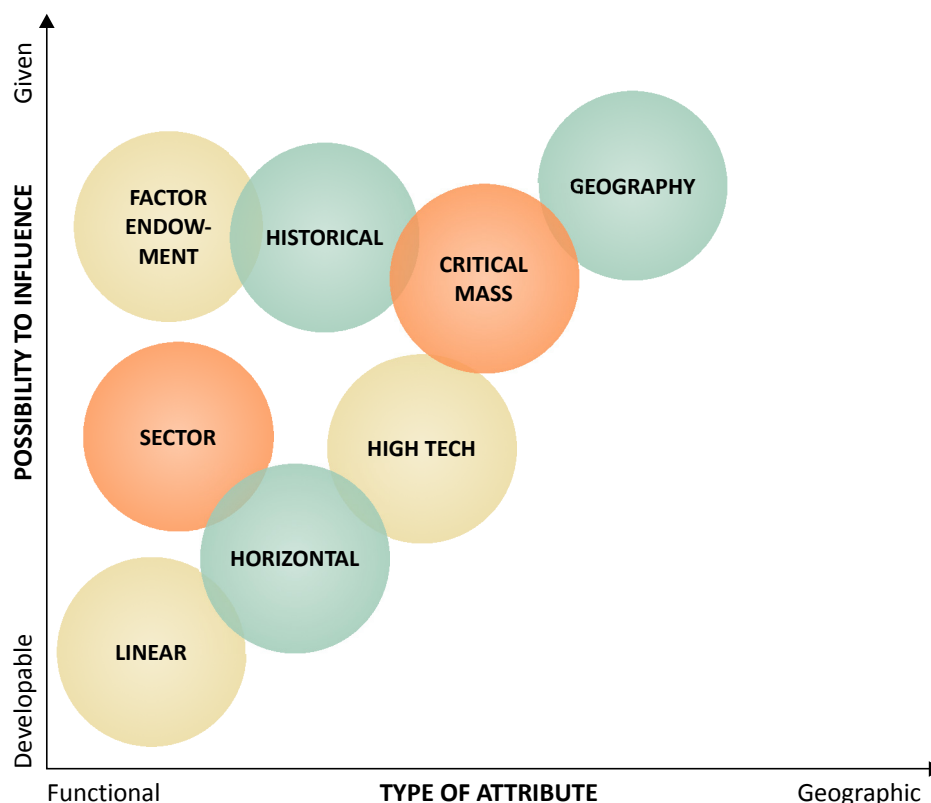 Given
POSSIBILITY TO INFLUENCE
Developable
FACTOR
ENDOW-
MENT
HISTORICAL
CRITICAL
MASS
GEOGRAPHY
SECTOR
HIGH TECH
HORIZONTAL
LINEAR
Functional
TYPE OF ATTRIBUTE
Geographic